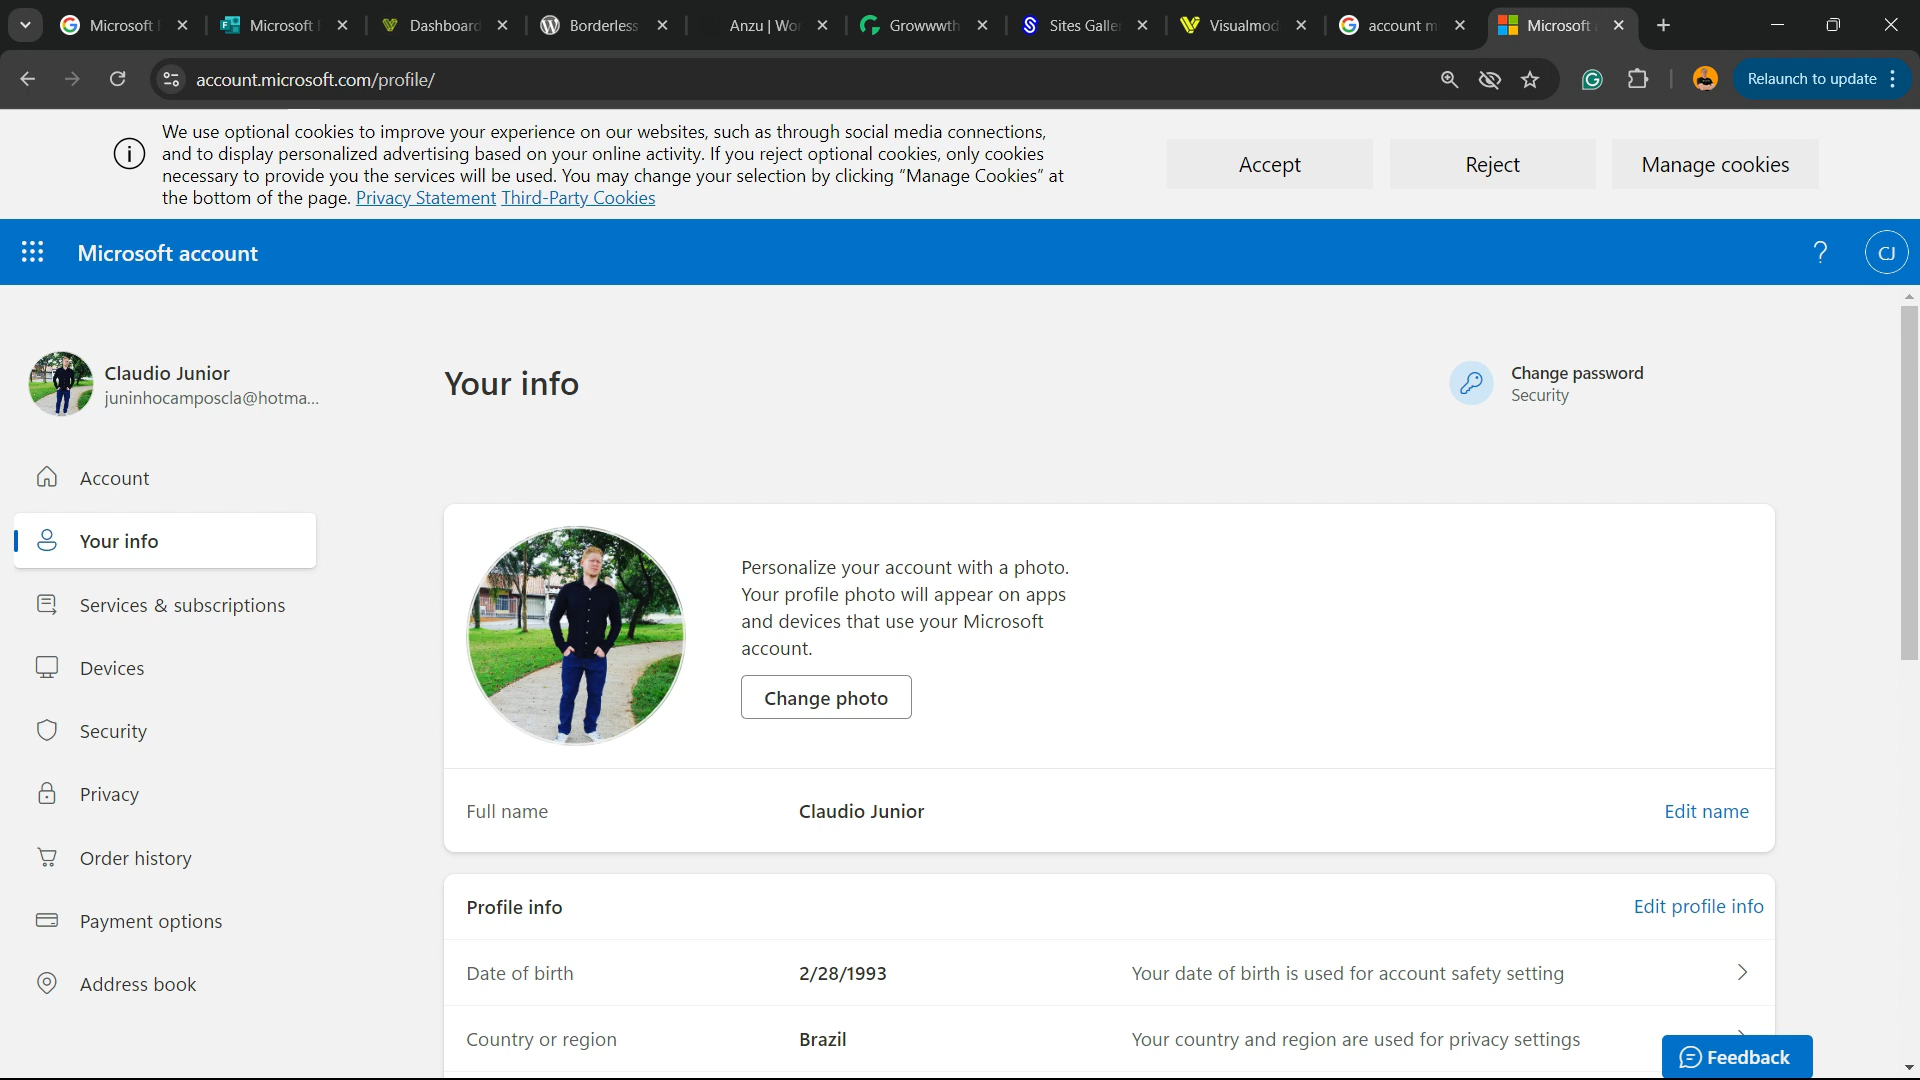 Microsoft
Microsoft
Dashboard
Borderless
Anzu | Wor
Growwwth
Sites Galle
Visualmod
account m
Microsoft
account.microsoft.com/profile/
Relaunch to update
We use optional cookies to improve your experience on our websites, such as through social media connections,
and to display personalized advertising based on your online activity. If you reject optional cookies, only cookies
necessary to provide you the services will be used. You may change your selection by clicking “Manage Cookies” at
the bottom of the page. Privacy Statement Third-Party Cookies
Accept
Reject
Manage cookies
Microsoft account
?
CJ
Claudio Junior
juninhocamposcla@hotma...
Your info
Change password
Security
Account
Your info
Services & subscriptions
Devices
Security
Privacy
Order history
Payment options
Address book
Personalize your account with a photo.
Your profile photo will appear on apps
and devices that use your Microsoft
account.
Change photo
Full name
Claudio Junior
Edit name
Profile info
Edit profile info
Date of birth
2/28/1993
Your date of birth is used for account safety setting
Country or region
Brazil
Your country and region are used for privacy settings
Feedback